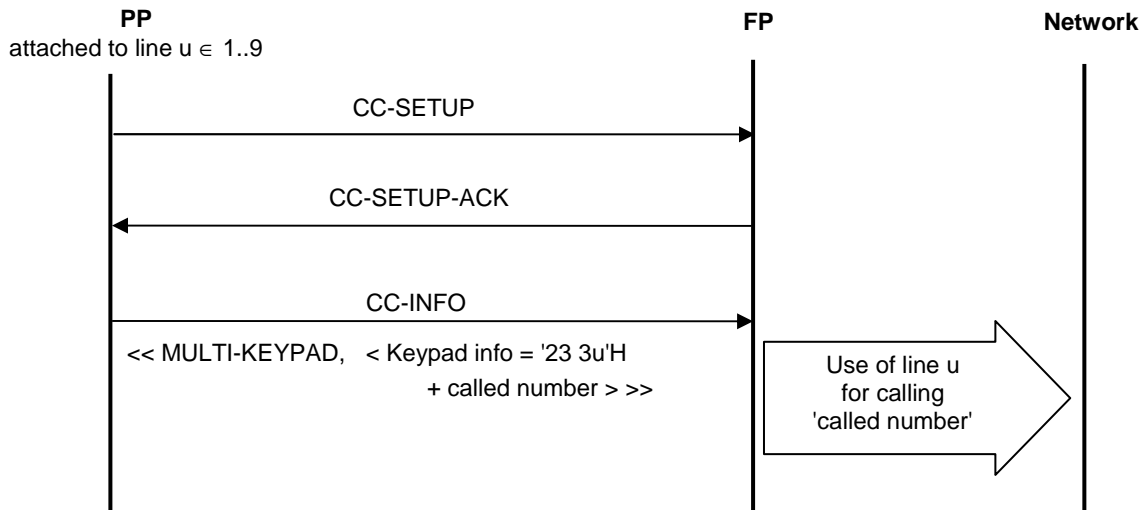 PP
attached to line u ∈ 1..9
FP
Network
CC-SETUP
CC-SETUP-ACK
CC-INFO
<< MULTI-KEYPAD, < Keypad info = '23 3u'H
+ called number > >>
Use of line u
for calling
'called number'